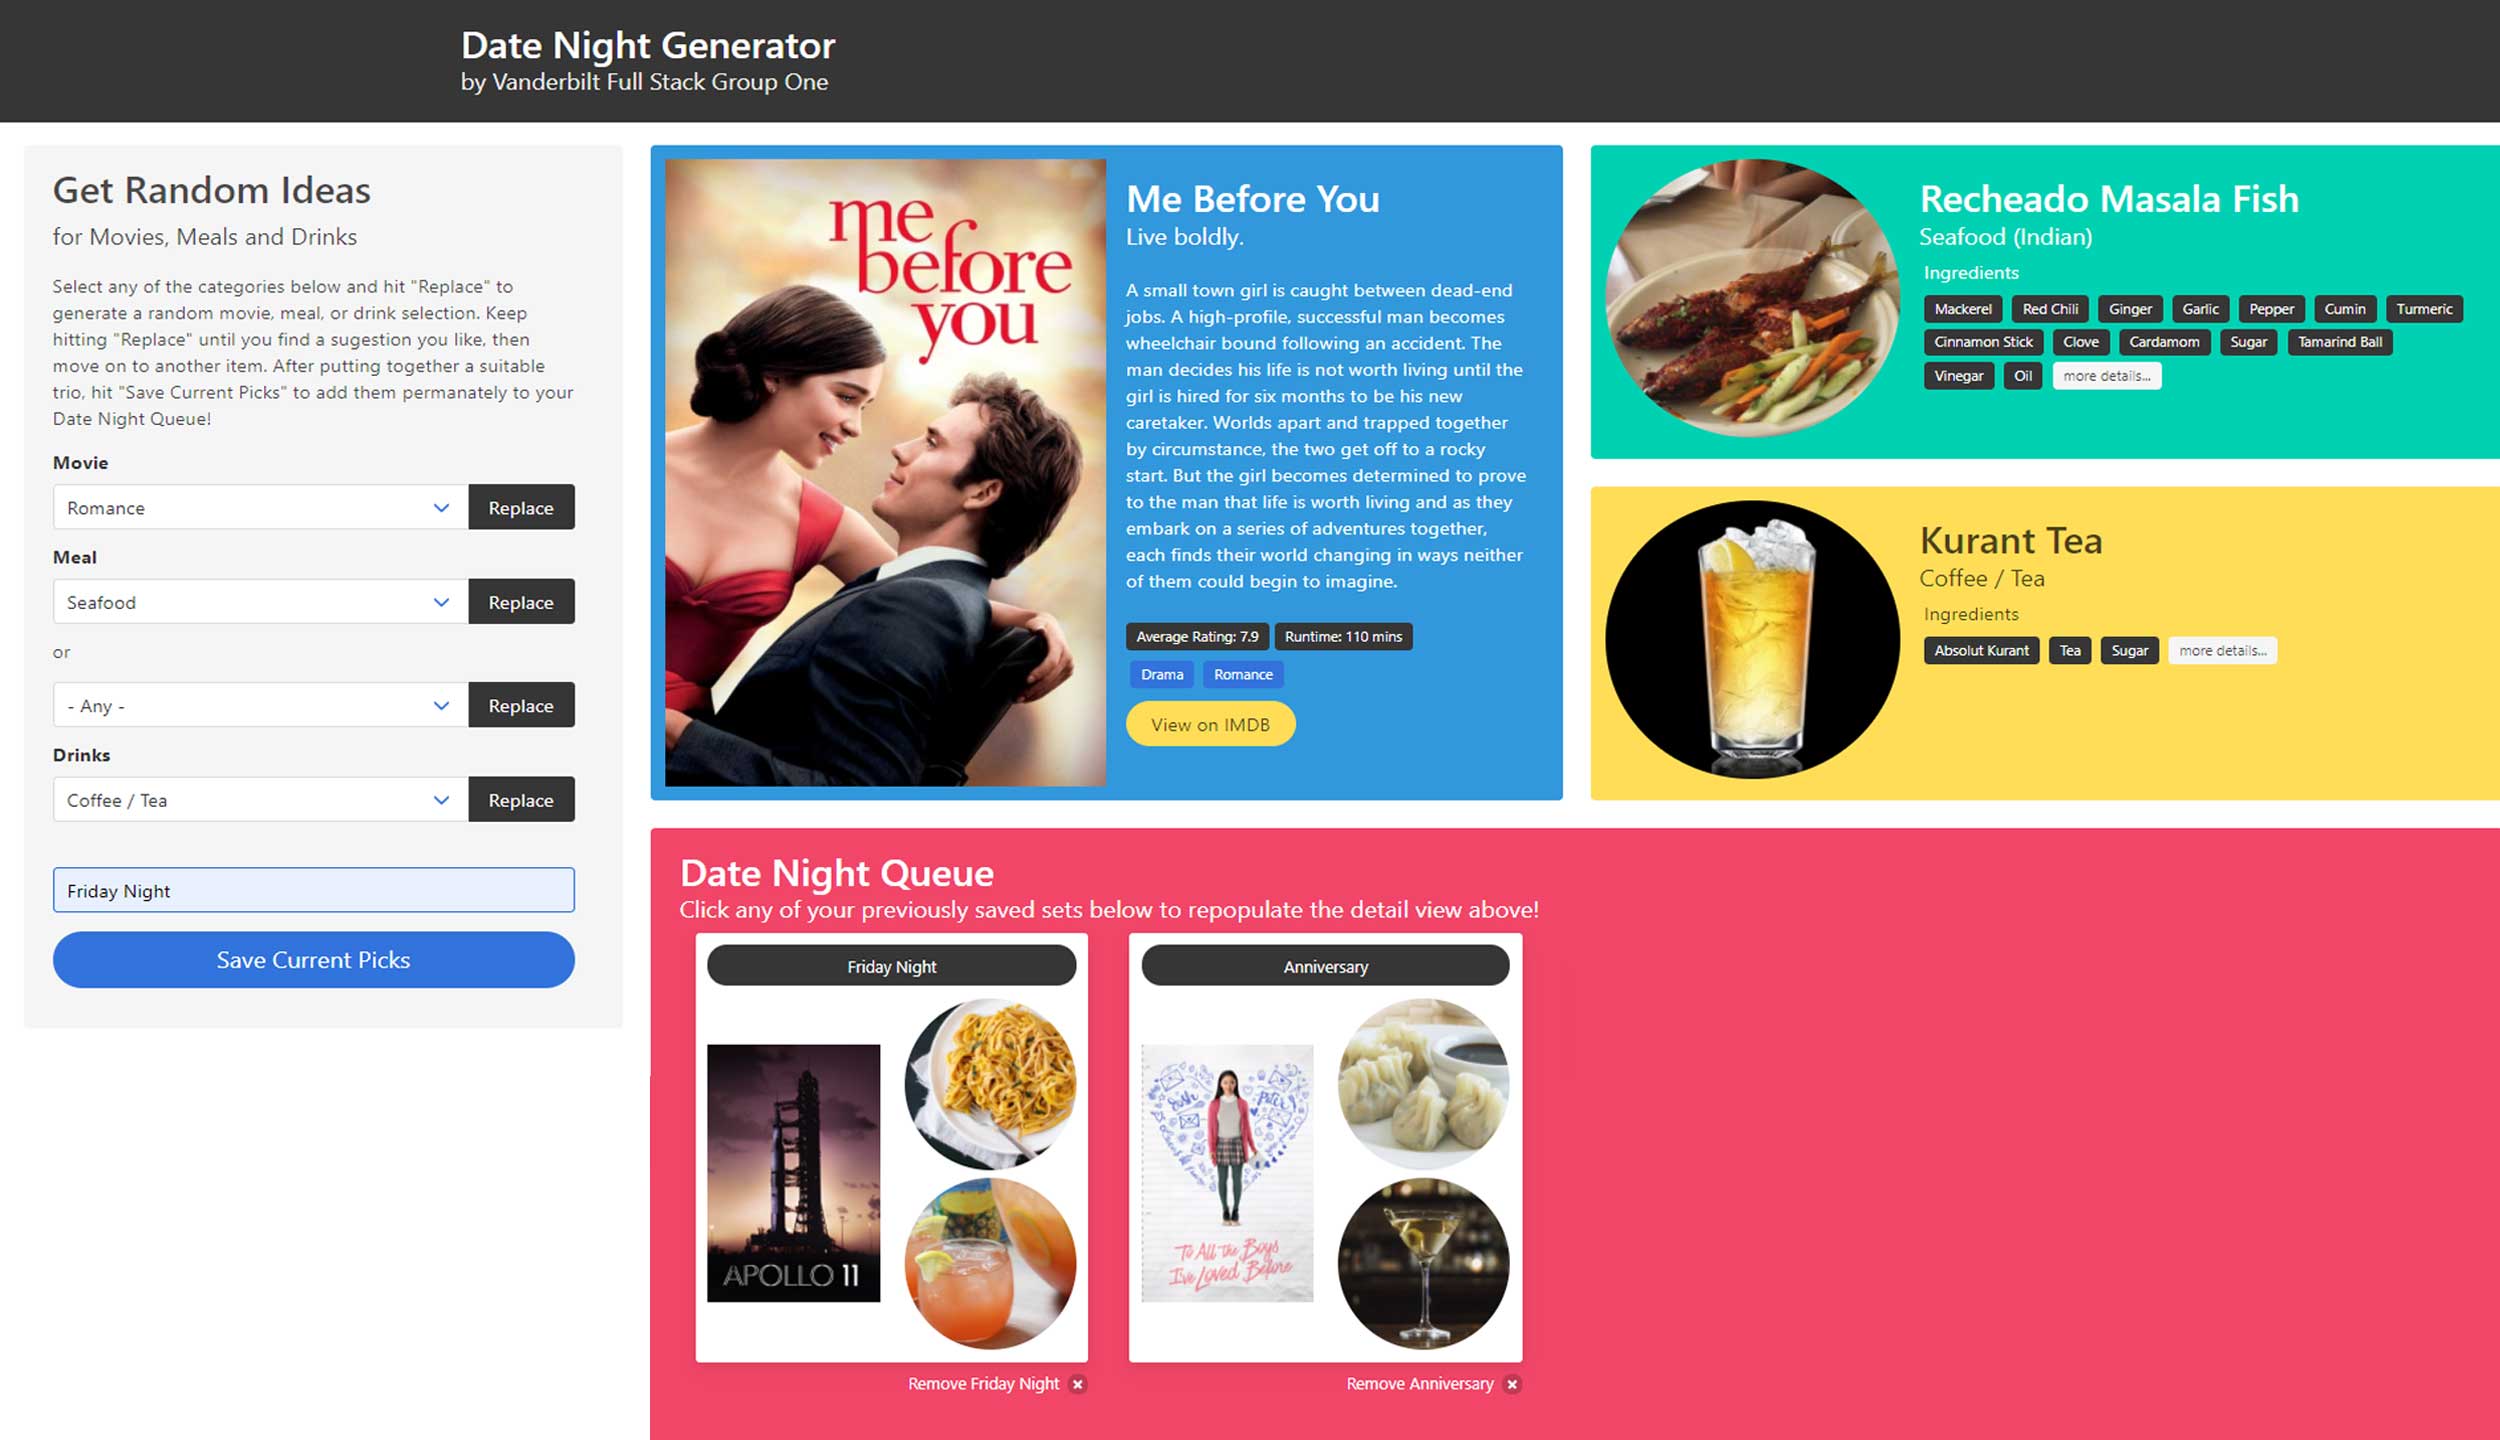 Date Night Generator
by Vanderbilt Full Stack Group One
Get Random Ideas
for Movies, Meals and Drinks
Select any of the categories below and hit "Replace" to
generate a random movie, meal, or drink selection. Keep
hitting "Replace" until you find a sugestion you like, then
move on to another item. After putting together a suitable
trio, hit "Save Current Picks" to add them permanately to your
Date Night Queue!
Movie
Romance
Replace
Meal
Seafood
Replace
or
- Any -
Replace
Drinks
Coffee / Tea
Replace
Friday Night
Save Current Picks
me
before
you
Me Before You
Live boldly.
A small town girl is caught between dead-end
jobs. A high-profile, successful man becomes
wheelchair bound following an accident. The
man decides his life is not worth living until the
girl is hired for six months to be his new
caretaker. Worlds apart and trapped together
by circumstance, the two get off to a rocky
start. But the girl becomes determined to prove
to the man that life is worth living and as they
embark on a series of adventures together,
each finds their world changing in ways neither
of them could begin to imagine.
Average Rating: 7.9 Runtime: 110 mins
Drama Romance
View on IMDB
Recheado Masala Fish
Seafood (Indian)
Ingredients
Mackerel Red Chili Ginger Garlic Pepper Cumin Turmeric
Cinnamon Stick Clove Cardamom Sugar Tamarind Ball
Vinegar Oil more details...
Kurant Tea
Coffee / Tea
Ingredients
Absolut Kurant Tea Sugar more details...
Date Night Queue
Click any of your previously saved sets below to repopulate the detail view above!
Friday Night
APOLLO 11
Remove Friday Night
Anniversary
Josh Peter
To All the Boys
I've Loved Before
Remove Anniversary